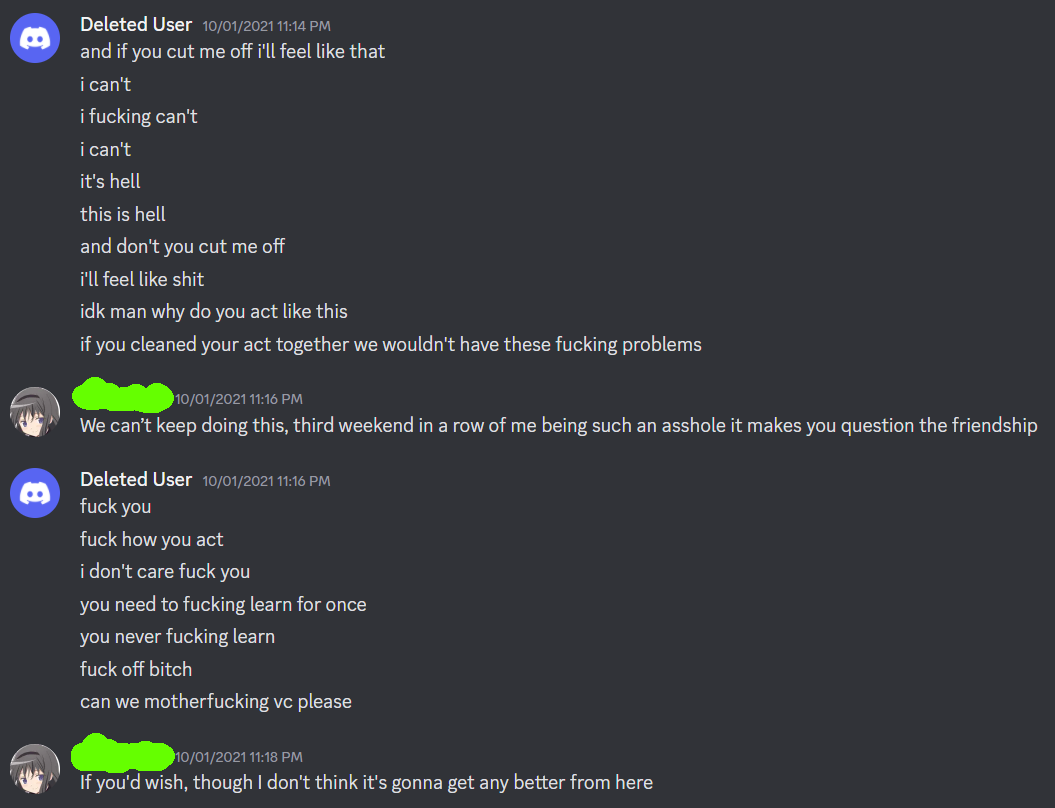 Deleted User 10/01/2021 11:14 PM
and if you cut me off i'll feel like that
i can't
i fucking can't
i can't
it's hell
this is hell
and don't you cut me off
i'll feel like shit
idk man why do you act like this
if you cleaned your act together we wouldn't have these fucking problems
10/01/2021 11:16 PM
We can’t keep doing this, third weekend in a row of me being such an asshole it makes you question the friendship
Deleted User 10/01/2021 11:16 PM
fuck you
fuck how you act
i don't care fuck you
you need to fucking learn for once
you never fucking learn
fuck off bitch
can we motherfucking vc please
10/01/2021 11:18 PM
If you'd wish, though I don't think it's gonna get any better from here